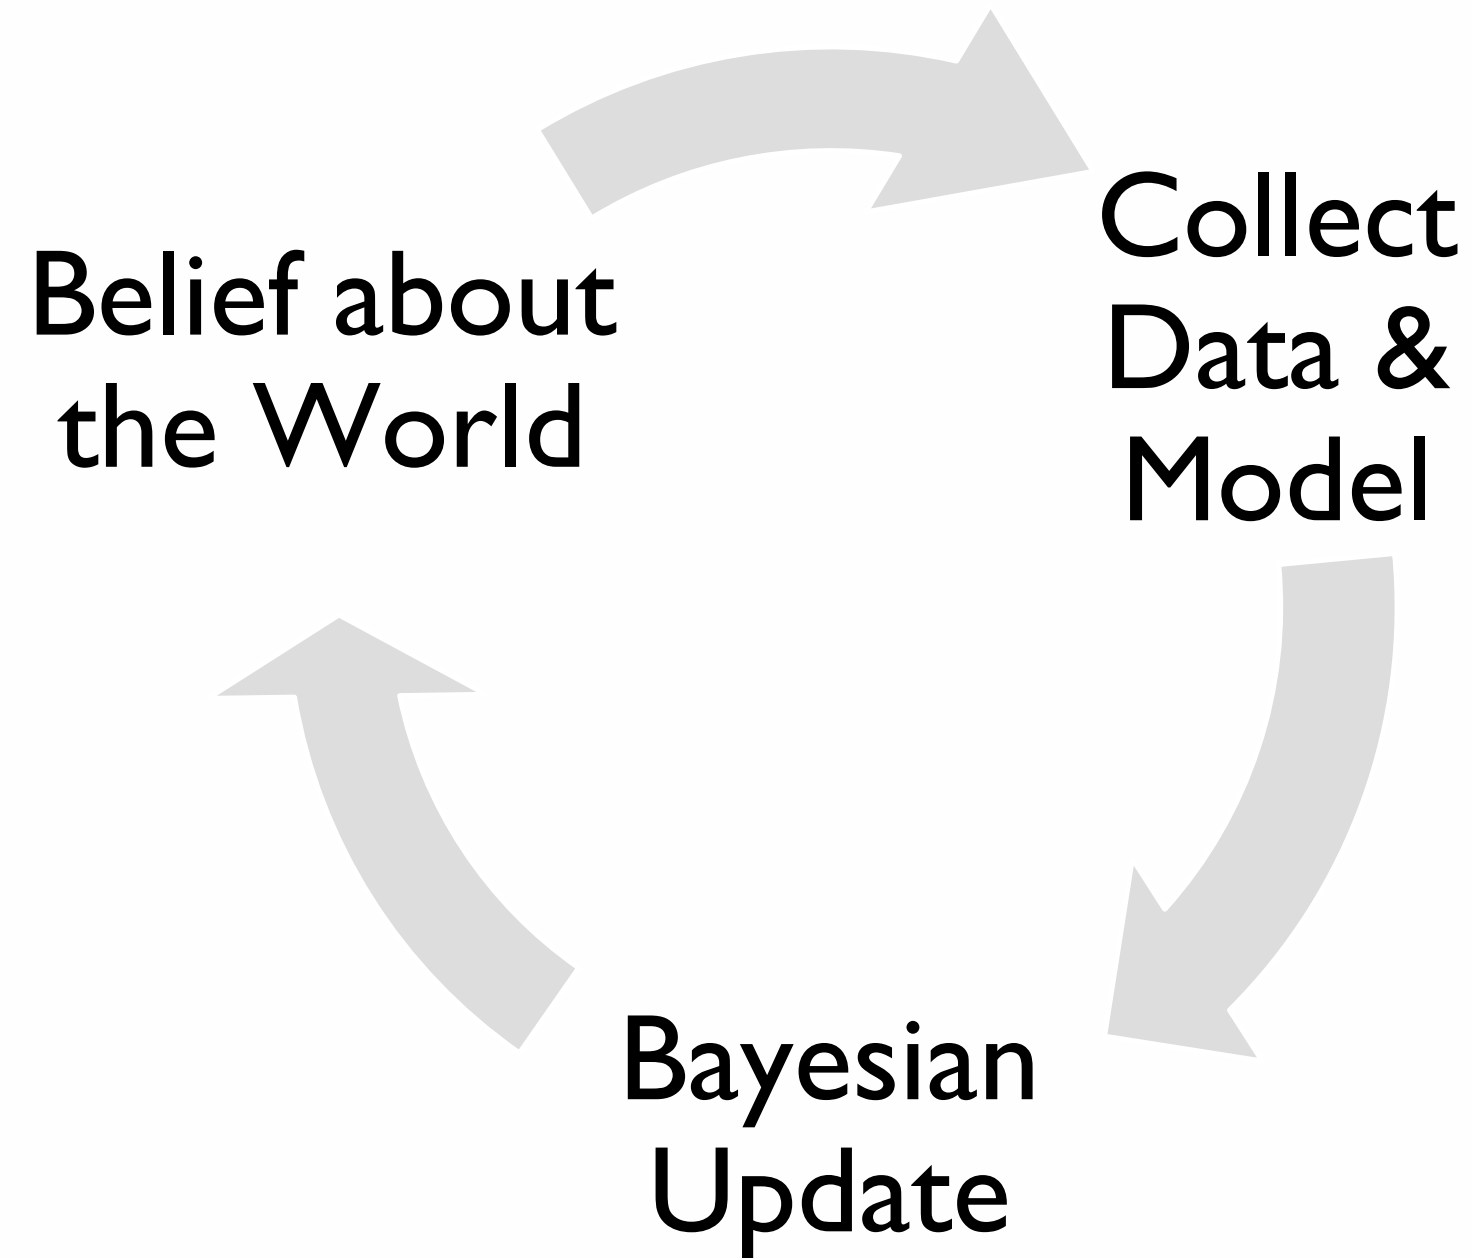 Belief about
the World
Collect
Data &
Model
Bayesian
Update